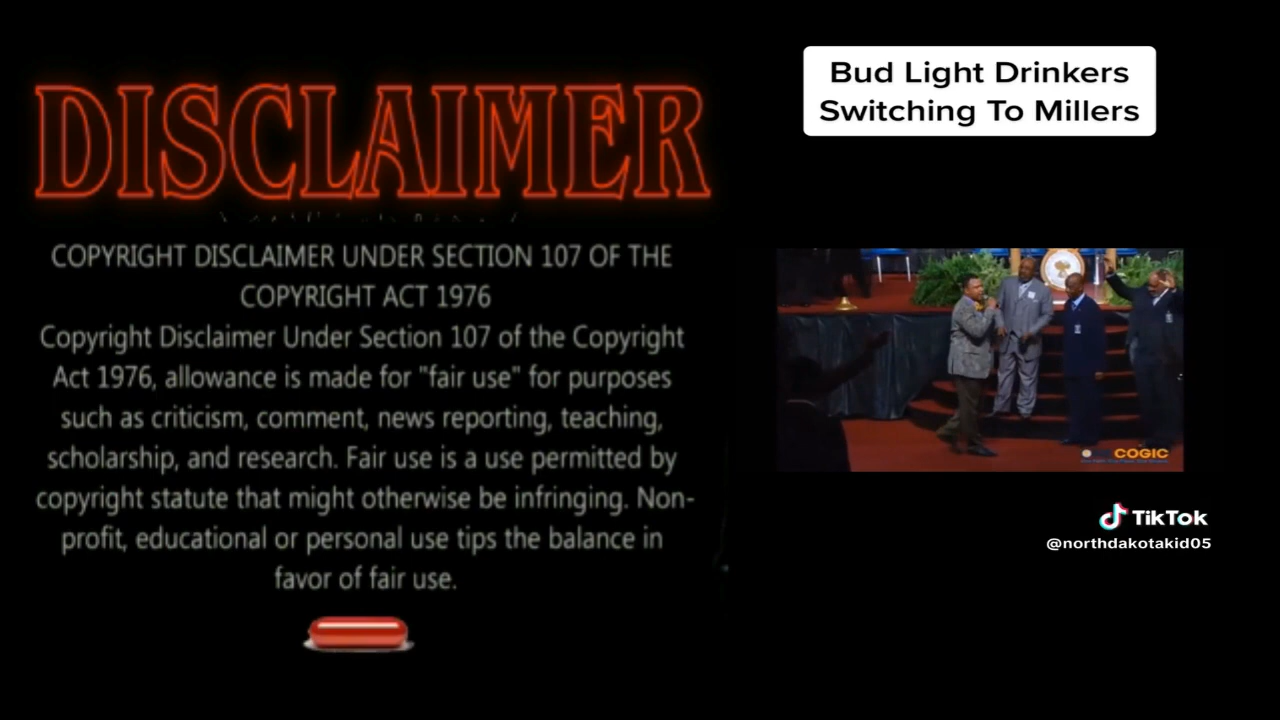 DISCLAIMER
COPYRIGHT DISCLAIMER UNDER SECTION 107 OF THE
COPYRIGHT ACT 1976
Copyright Disclaimer Under Section 107 of the Copyright
Act 1976, allowance is made for "fair use" for purposes
such as criticism, comment, news reporting, teaching,
scholarship, and research. Fair use is a use permitted by
copyright statute that might otherwise be infringing. Non-
profit, educational or personal use tips the balance in
favor of fair use.
Bud Light Drinkers
Switching To Millers
COGIC
TikTok
@northdakotakid05